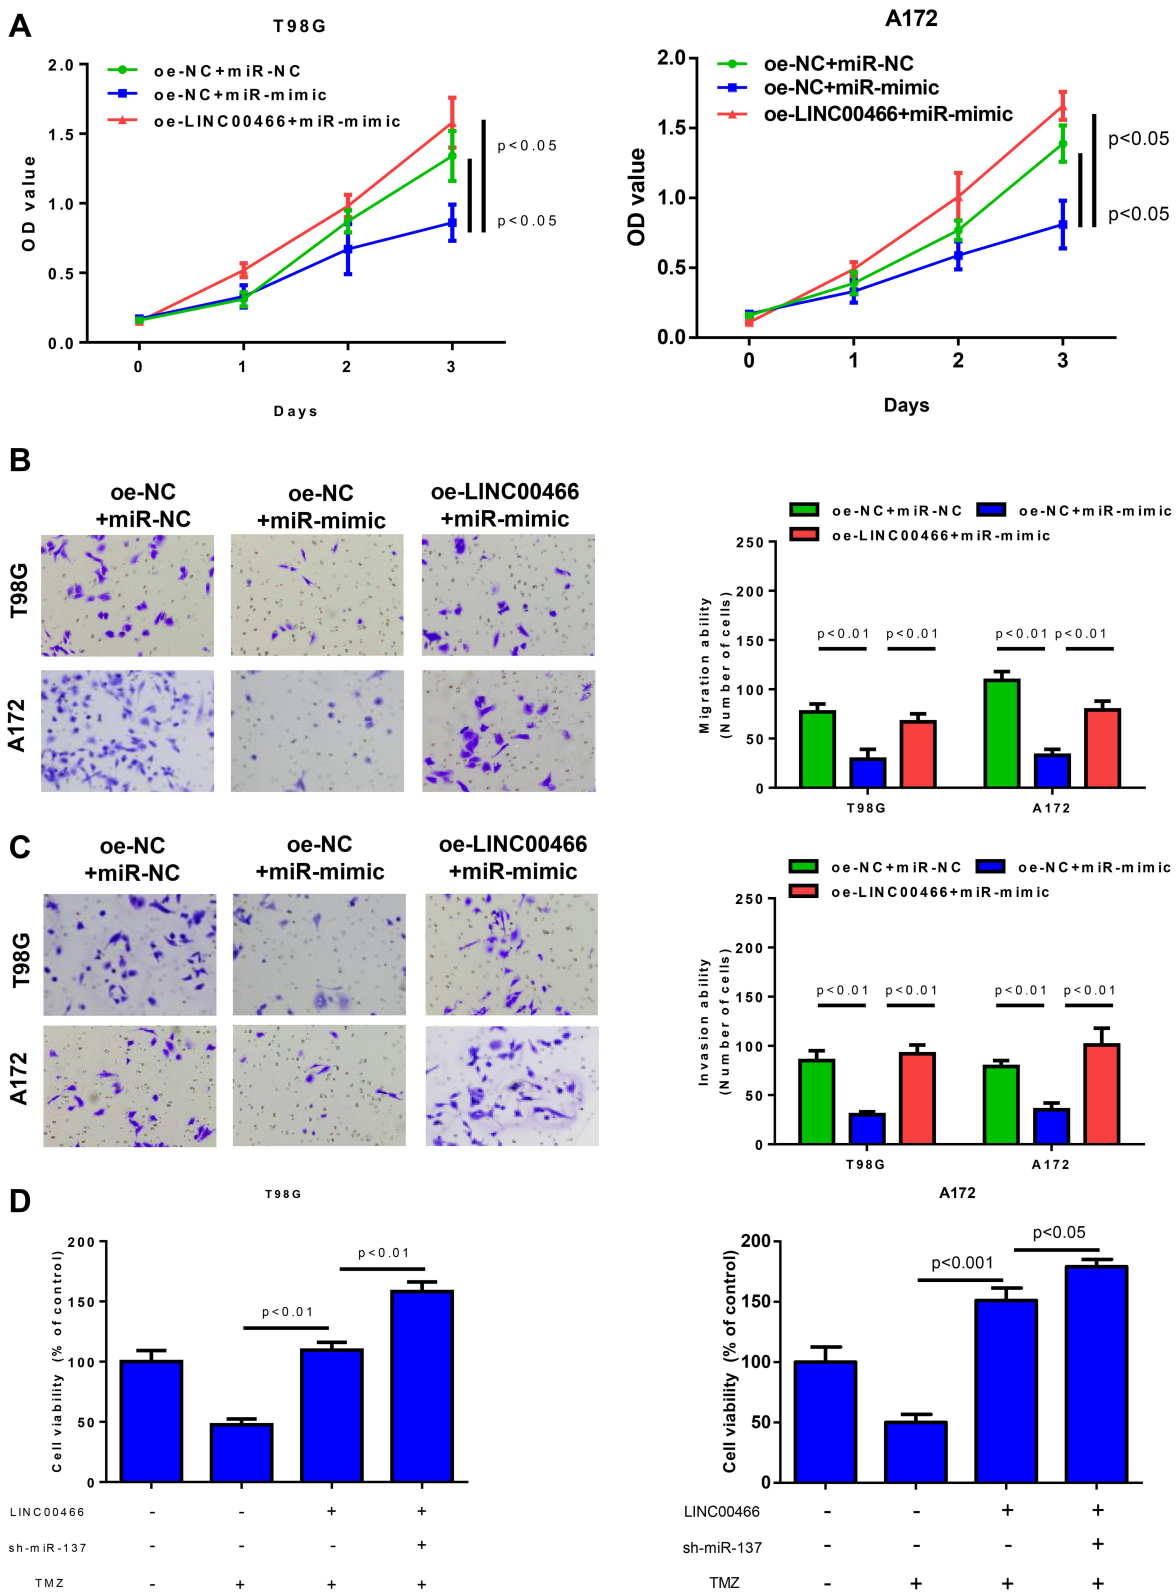 A
T98G
oe-NC+miR-NC
oe-NC+miR-mimic
oe-LINC00466+miR-mimic
2.0
1.5
1.0
0.5
0.0
OD value
p<0.05
p<0.05
0 1 2 3
Days
A172
oe-NC+miR-NC
oe-NC+miR-mimic
oe-LINC00466+miR-mimic
2.0
1.5
1.0
0.5
0.0
OD value
p<0.05
p<0.05
0 1 2 3
Days
B
oe-NC
+miR-NC
oe-NC
+miR-mimic
oe-LINC00466
+miR-mimic
T98G
A172
oe-NC+miR-NC oe-NC+miR-mimic
oe-LINC00466+miR-mimic
250
200
150
100
50
0
Migration ability
(Number of cells)
p<0.01 p<0.01 p<0.01 p<0.01
T98G A172
C
oe-NC
+miR-NC
oe-NC
+miR-mimic
oe-LINC00466
+miR-mimic
T98G
A172
oe-NC+miR-NC oe-NC+miR-mimic
oe-LINC00466+miR-mimic
250
200
150
100
50
0
Invasion ability
(Number of cells)
p<0.01 p<0.01 p<0.01 p<0.01
T98G A172
D
T98G
200
150
100
50
0
Cell viability (% of control)
p<0.01
p<0.01
LINC00466 - - + +
sh-miR-137 - - - +
TMZ - + + +
A172
200
150
100
50
0
Cell viability (% of control)
p<0.001
p<0.05
LINC00466 - - + +
sh-miR-137 - - - +
TMZ - + + +